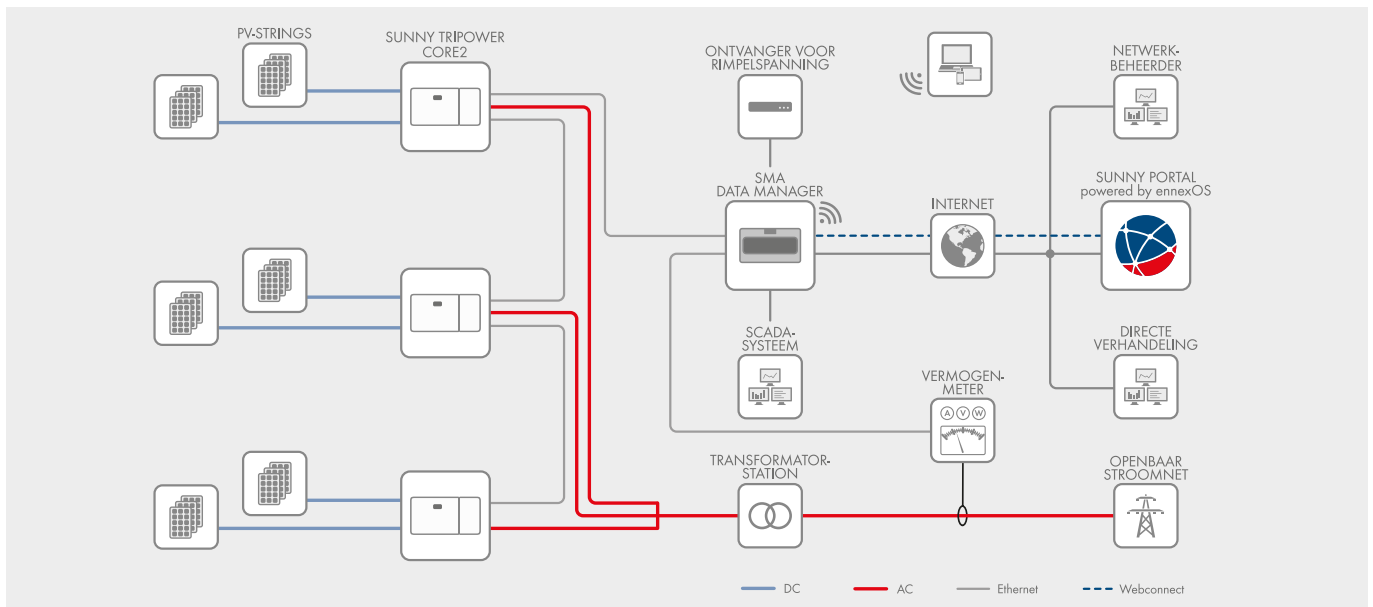 PV-STRINGS
SUNNY TRIPOWER
CORE2
ONTVANGER VOOR
RIMPELSPANNING
NETWERK-
BEHEERDER
SMA
DATA MANAGER
INTERNET
SUNNY PORTAL
powered by ennexOS
SCADA-
SYSTEEM
DIRECTE
VERHANDELING
VERMOGEN-
METER
A V W
TRANSFORMATOR-
STATION
OPENBAAR
STROOMNET
DC
AC
Ethernet
Webconnect